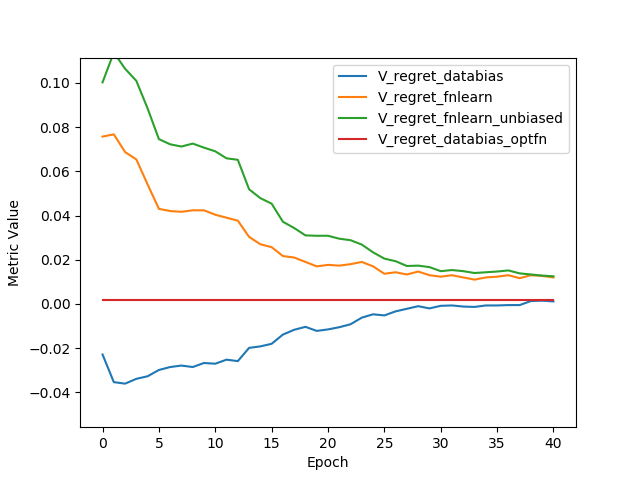 V_regret_databias
V_regret_fnlearn
V_regret_fnlearn_unbiased
V_regret_databias_optfn
Metric Value
0.10
0.08
0.06
0.04
0.02
0.00
−0.02
−0.04
0 5 10 15 20 25 30 35 40
Epoch